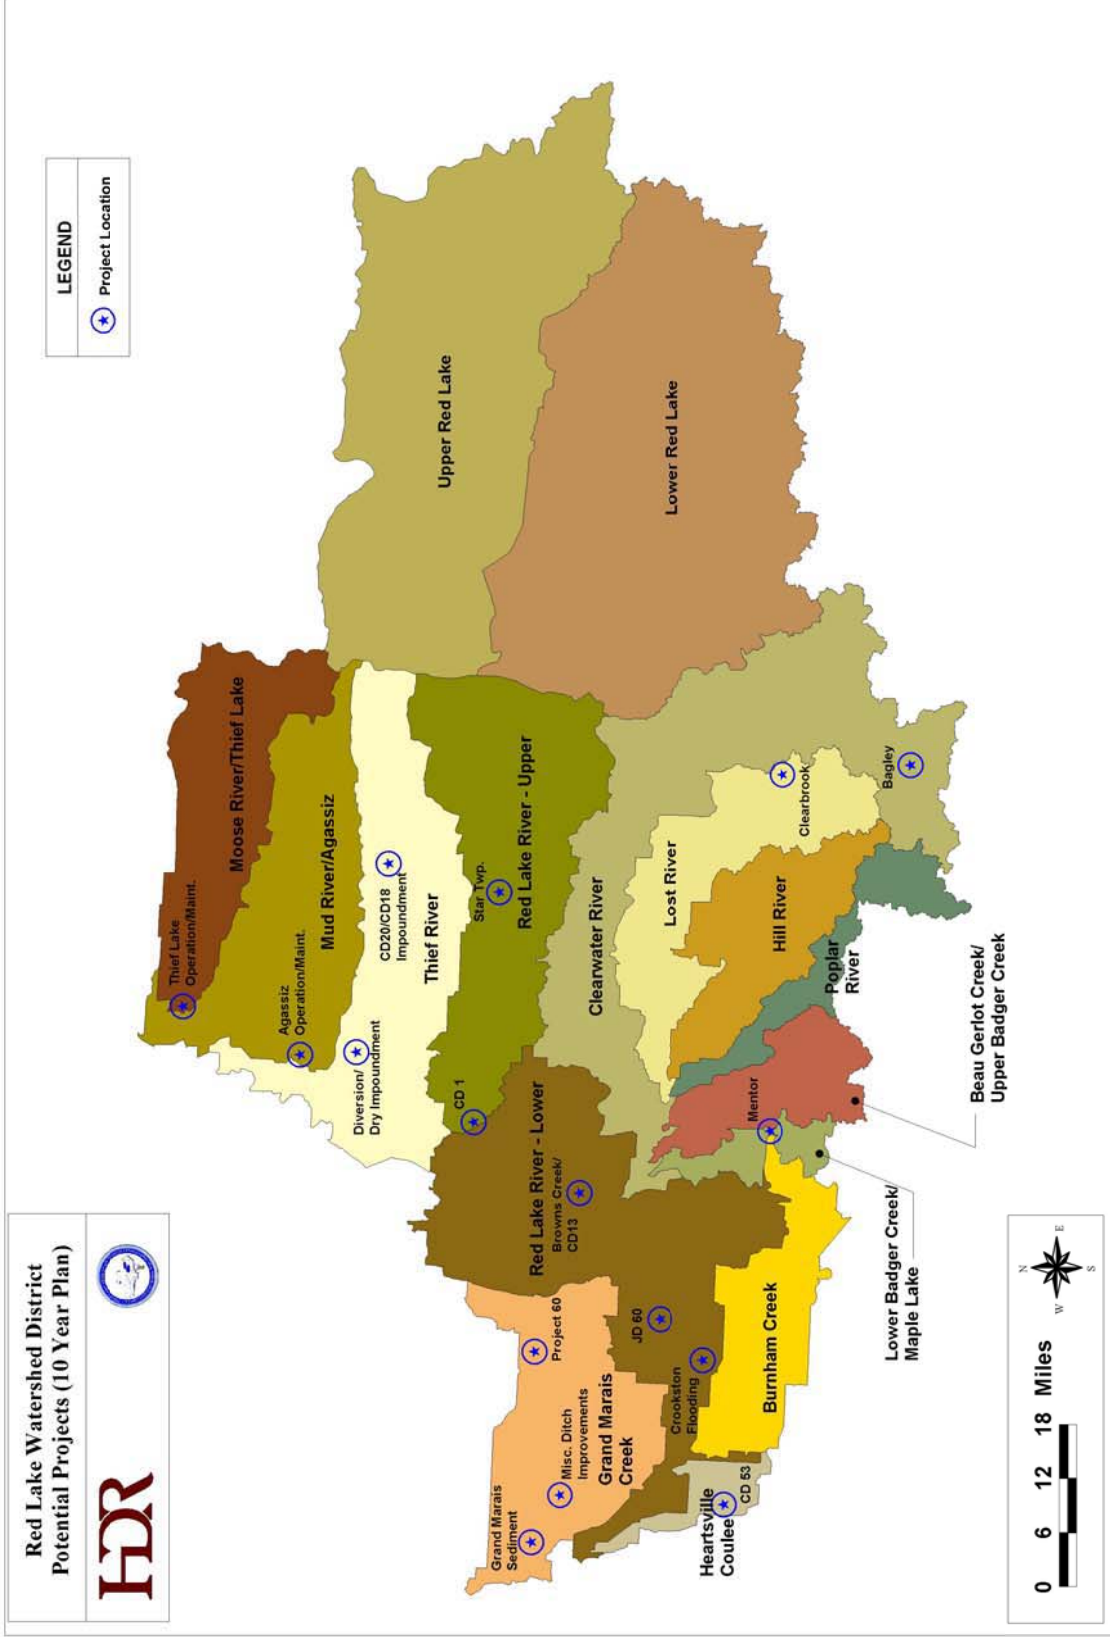 Red Lake Watershed District
Potential Projects (10 Year Plan)
HDR
LEGEND
Project Location
Moose River/Thief Lake
Thief Lake
Operation/Maint.
Mud River/Agassiz
Agassiz
Operation/Maint.
CD20/CD18
Impoundment
Diversion/
Dry Impoundment
Thief River
Upper Red Lake
Lower Red Lake
Star Twp.
Red Lake River - Upper
CD 1
Red Lake River - Lower
Browns Creek/
CD13
Project 60
Misc. Ditch
Improvements
Grand Marais
Creek
Grand Marais
Sediment
JD 60
Crookston
Flooding
Clearwater River
Lost River
Clearbrook
Bagley
Hill River
Poplar
River
Mentor
Burnham Creek
Heartsville
Coulee
CD 53
Beau Gerlot Creek/
Upper Badger Creek
Lower Badger Creek/
Maple Lake
0 6 12 18 Miles
N
W
E
S